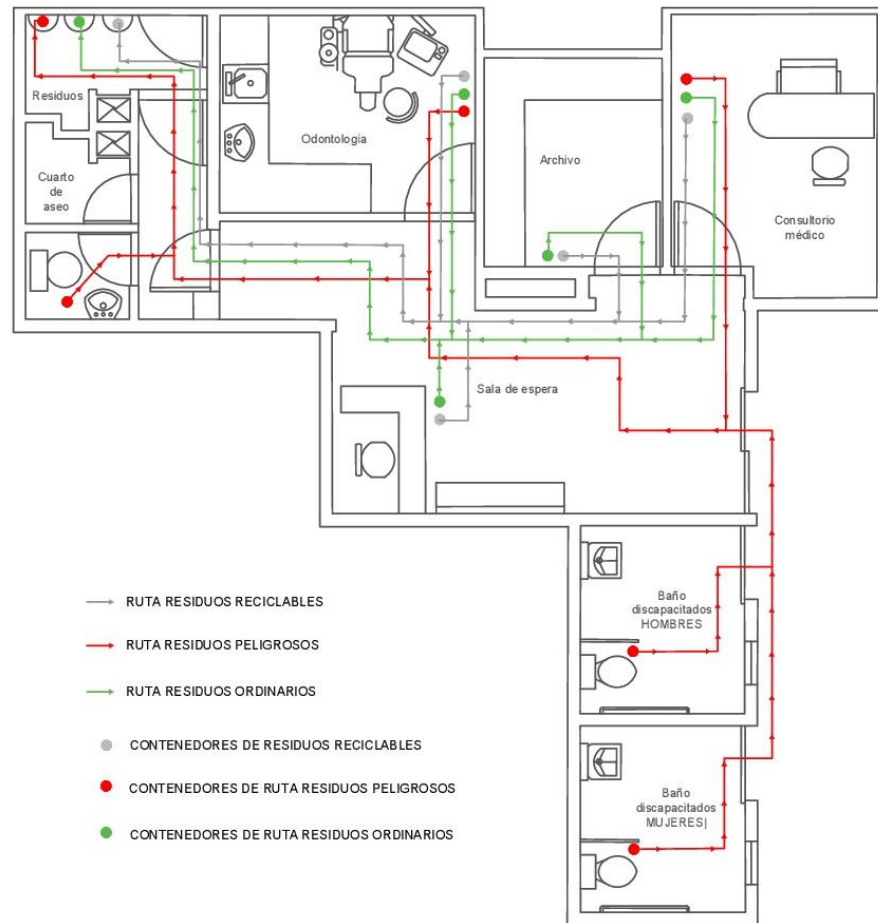 Residuos
Odontologia
Archivo
Cuarto
de
aseo
Consultorio
médico
Sala de espera
Baño
discapacitados
HOMBRES
RUTA RESIDUOS RECICLABLES
RUTA RESIDUOS PELIGROSOS
RUTA RESIDUOS ORDINARIOS
CONTENEDORES DE RESIDUOS RECICLABLES
CONTENEDORES DE RUTA RESIDUOS PELIGROSOS
CONTENEDORES DE RUTA RESIDUOS ORDINARIOS
Baño
discapacitados
MUJERES|